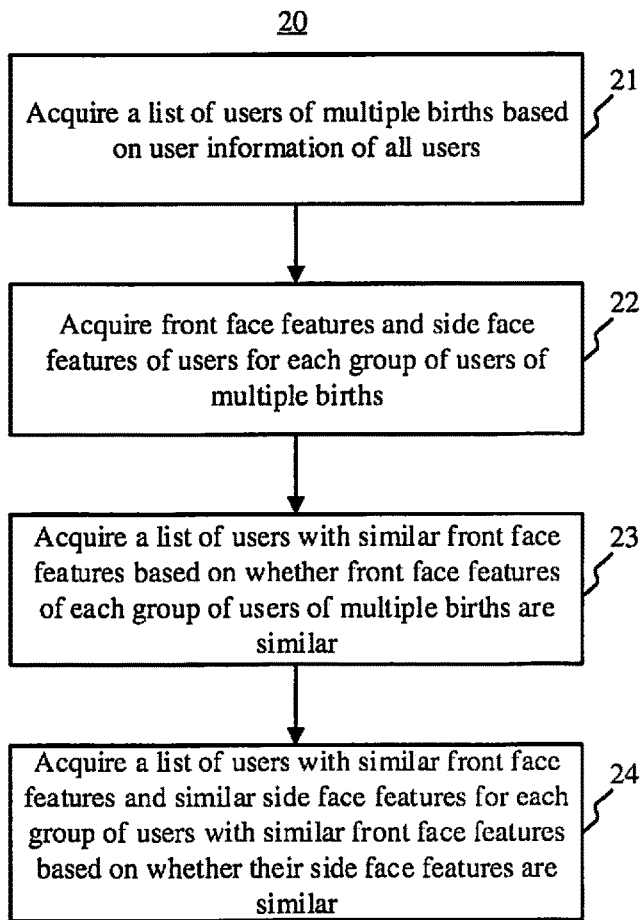 20
21
Acquire a list of users of multiple births based
on user information of all users
22
Acquire front face features and side face
features of users for each group of users of
multiple births
23
Acquire a list of users with similar front face
features based on whether front face features
of each group of users of multiple births are
similar
24
Acquire a list of users with similar front face
features and similar side face features for each
group of users with similar front face features
based on whether their side face features are
similar